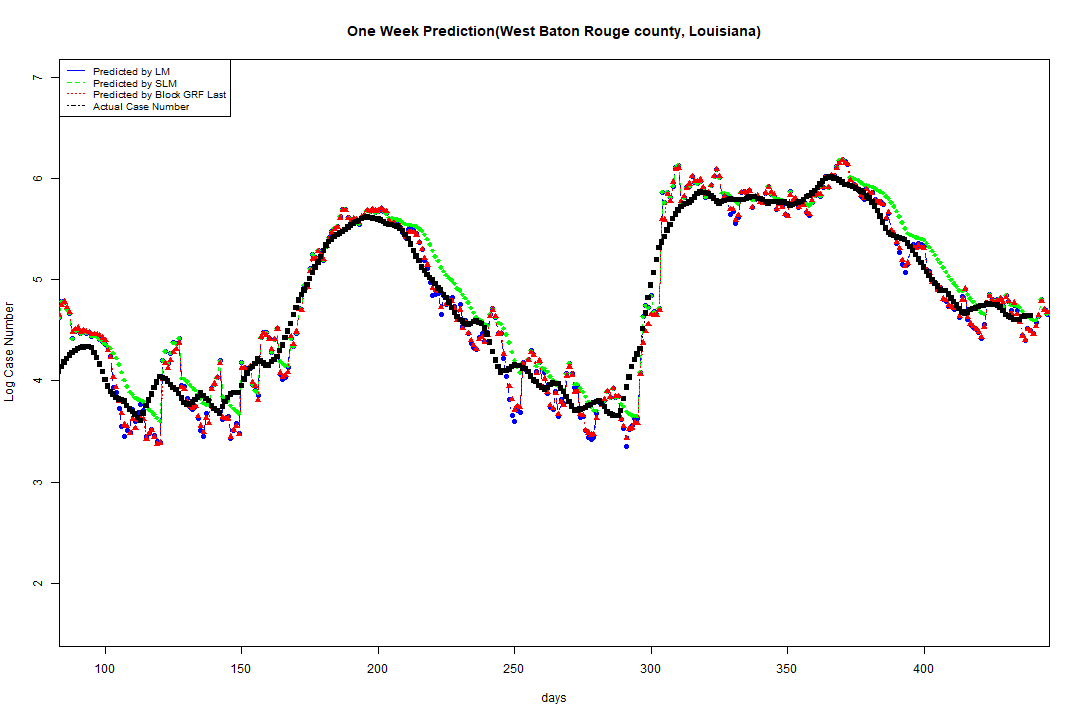 One Week Prediction(West Baton Rouge county, Louisiana)
Predicted by LM
Predicted by SLM
Predicted by Block GRF Last
Actual Case Number
7
6
5
4
3
2
Log Case Number
100 150 200 250 300 350 400
days